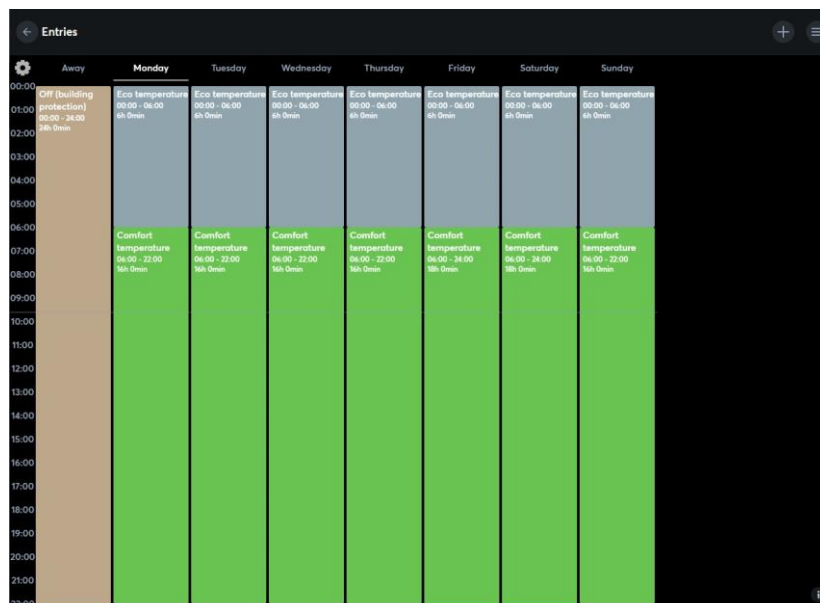 Entries
Away Monday Tuesday Wednesday Thursday Friday Saturday Sunday
00:00
01:00
02:00
03:00
04:00
05:00
06:00
07:00
08:00
09:00
10:00
11:00
12:00
13:00
14:00
15:00
16:00
17:00
18:00
19:00
20:00
21:00
22:00
Off (building
protection)
00:00 - 24:00
24h 0min
Eco temperature
00:00 - 06:00
6h 0min
Comfort
temperature
06:00 - 22:00
16h 0min
Eco temperature
00:00 - 06:00
6h 0min
Comfort
temperature
06:00 - 22:00
16h 0min
Eco temperature
00:00 - 06:00
6h 0min
Comfort
temperature
06:00 - 22:00
16h 0min
Eco temperature
00:00 - 06:00
6h 0min
Comfort
temperature
06:00 - 22:00
16h 0min
Eco temperature
00:00 - 06:00
6h 0min
Comfort
temperature
06:00 - 24:00
18h 0min
Eco temperature
00:00 - 06:00
6h 0min
Comfort
temperature
06:00 - 24:00
18h 0min
Eco temperature
00:00 - 06:00
6h 0min
Comfort
temperature
06:00 - 22:00
16h 0min
i